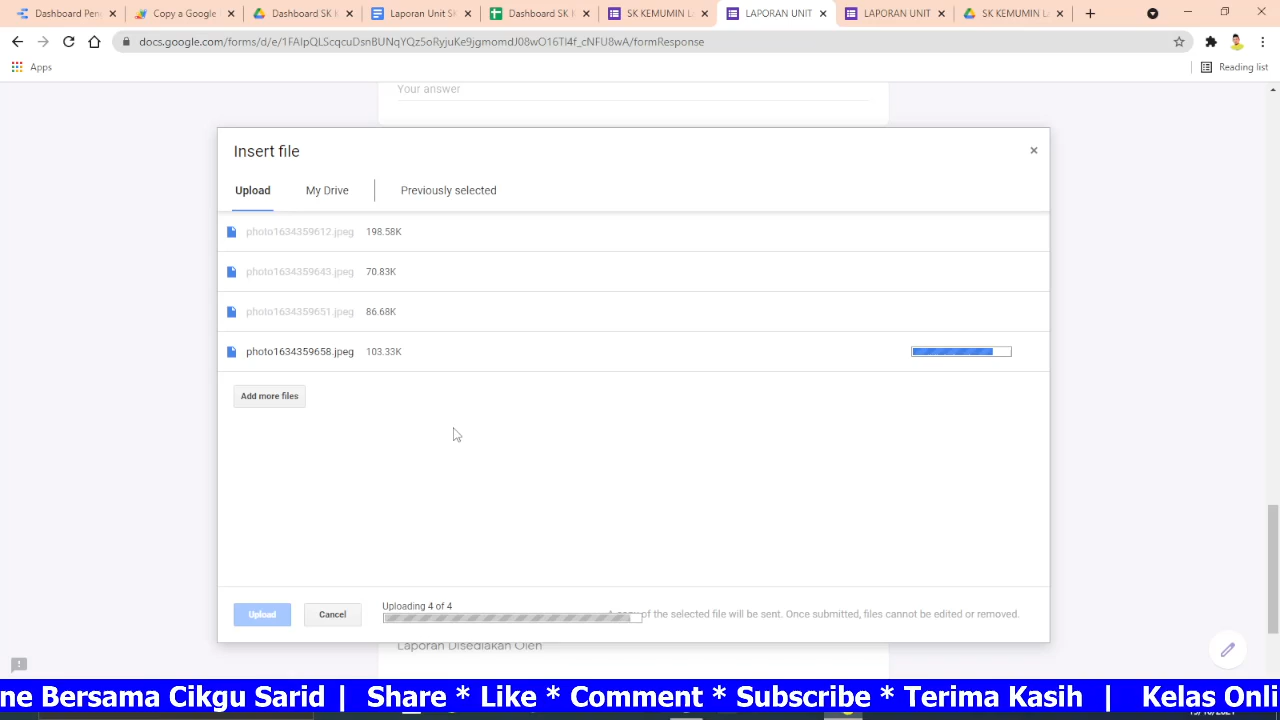 Dashboard Pen
Copy a Google
Dashboard SK
Laporan Unit S
Dashboard SK
SK KEMUMIN L
LAPORAN UNIT
LAPORAN UNIT
SK KEMUMIN L
docs.google.com/forms/d/e/1FAIpQLScqcuDsnBUNqYQz5oRyjuKe9jgmomdJ08wO16Tl4f_cNFU8wA/formResponse
Apps
Reading list
Your answer
Insert file
Upload
My Drive
Previously selected
photo1634359612.jpeg 198.58K
photo1634359643.jpeg 70.83K
photo1634359651.jpeg 86.68K
photo1634359658.jpeg 103.33K
Add more files
Upload
Cancel
Uploading 4 of 4
copy of the selected file will be sent. Once submitted, files cannot be edited or removed.
Laporan Disediakan Oleh
ne Bersama Cikgu Sarid | Share * Like * Comment * Subscribe * Terima Kasih | Kelas Onli